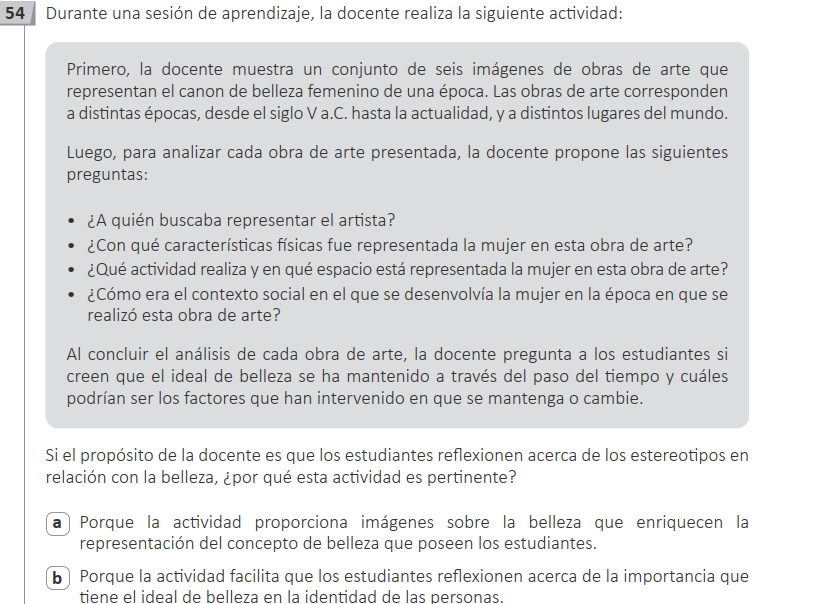 54 Durante una sesión de aprendizaje, la docente realiza la siguiente actividad:
Primero, la docente muestra un conjunto de seis imágenes de obras de arte que
representan el canon de belleza femenino de una época. Las obras de arte corresponden
a distintas épocas, desde el siglo V a.C. hasta la actualidad, y a distintos lugares del mundo.
Luego, para analizar cada obra de arte presentada, la docente propone las siguientes
preguntas:
• ¿A quién buscaba representar el artista?
• ¿Con qué características físicas fue representada la mujer en esta obra de arte?
• ¿Qué actividad realiza y en qué espacio está representada la mujer en esta obra de arte?
• ¿Cómo era el contexto social en el que se desenvolvía la mujer en la época en que se
realizó esta obra de arte?
Al concluir el análisis de cada obra de arte, la docente pregunta a los estudiantes si
creen que el ideal de belleza se ha mantenido a través del paso del tiempo y cuáles
podrían ser los factores que han intervenido en que se mantenga o cambie.
Si el propósito de la docente es que los estudiantes reflexionen acerca de los estereotipos en
relación con la belleza, ¿por qué esta actividad es pertinente?
a Porque la actividad proporciona imágenes sobre la belleza que enriquecen la
representación del concepto de belleza que poseen los estudiantes.
b Porque la actividad facilita que los estudiantes reflexionen acerca de la importancia que
tiene el ideal de belleza en la identidad de las personas.